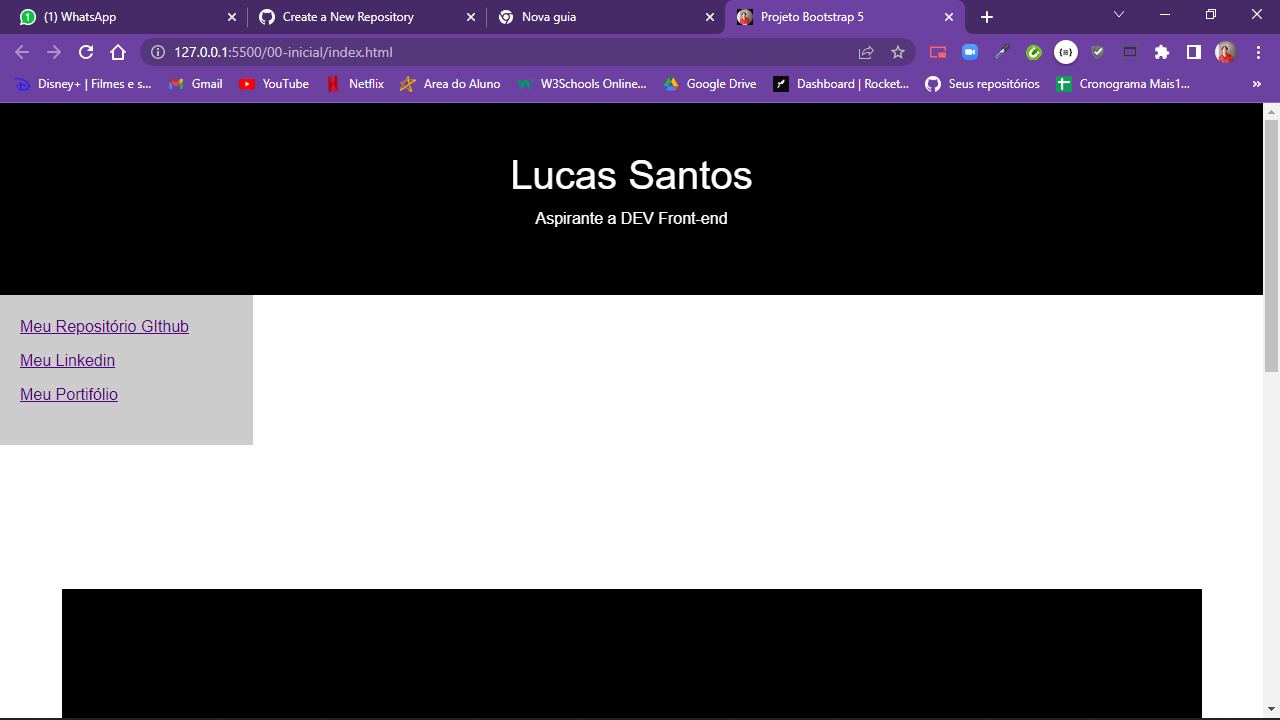 (1) WhatsApp
Create a New Repository
Nova guia
Projeto Bootstrap 5
127.0.0.1:5500/00-inicial/index.html
Disney+ | Filmes e s... Gmail YouTube Netflix Area do Aluno W3Schools Online... Google Drive Dashboard | Rocket... Seus repositórios Cronograma Mais1... »
Lucas Santos
Aspirante a DEV Front-end
Meu Repositório GIthub
Meu Linkedin
Meu Portifólio